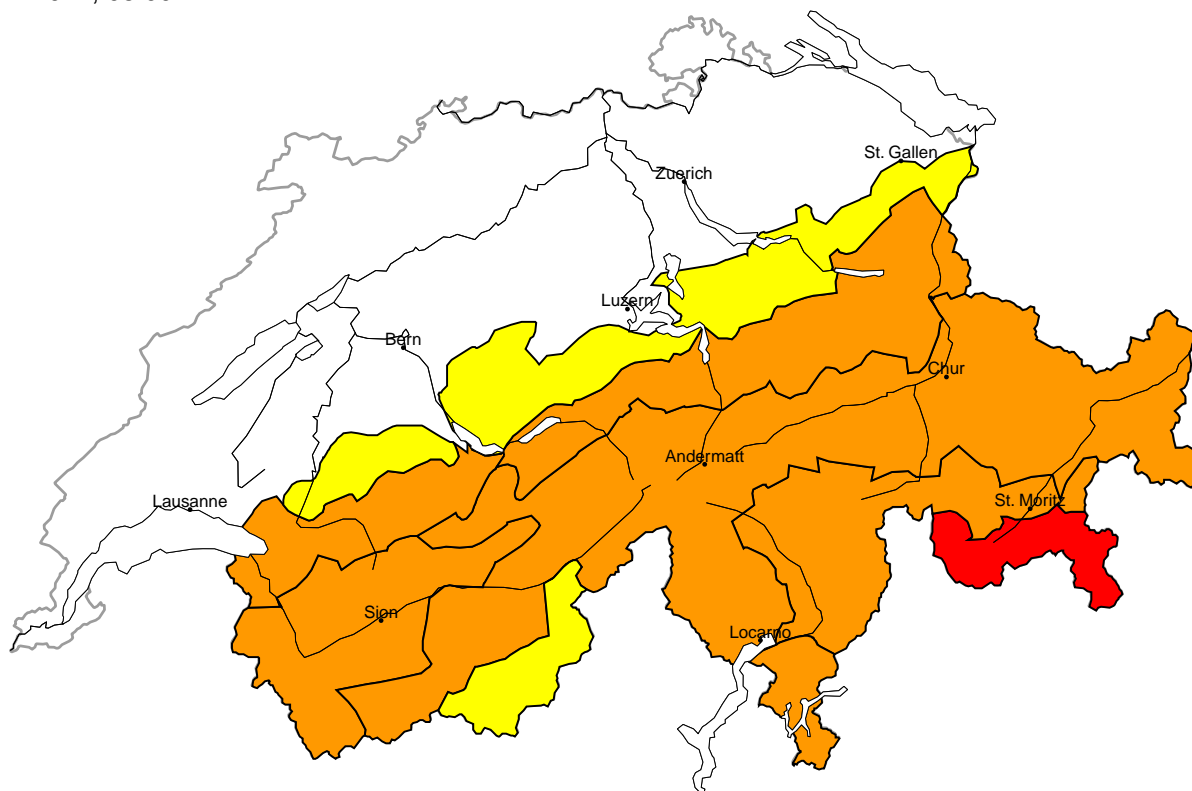 St. Gallen
Zuerich
Luzern
Bern
Chur
Andermatt
Lausanne
St. Moritz
Sion
Locarno